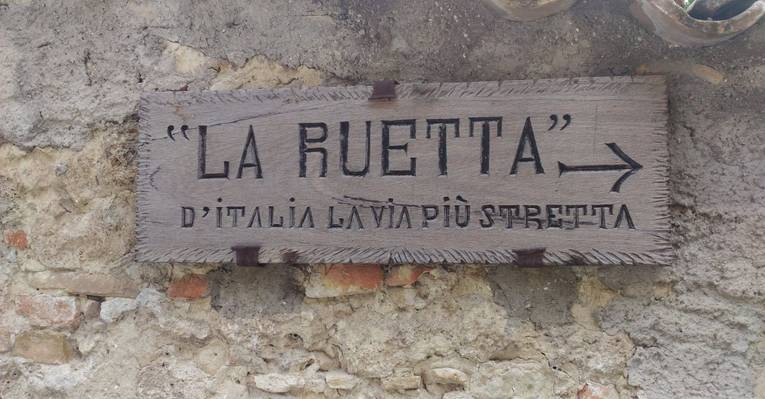 "LA RUETTA"
D'iTALiA LA ViA PiÙ STRETTA